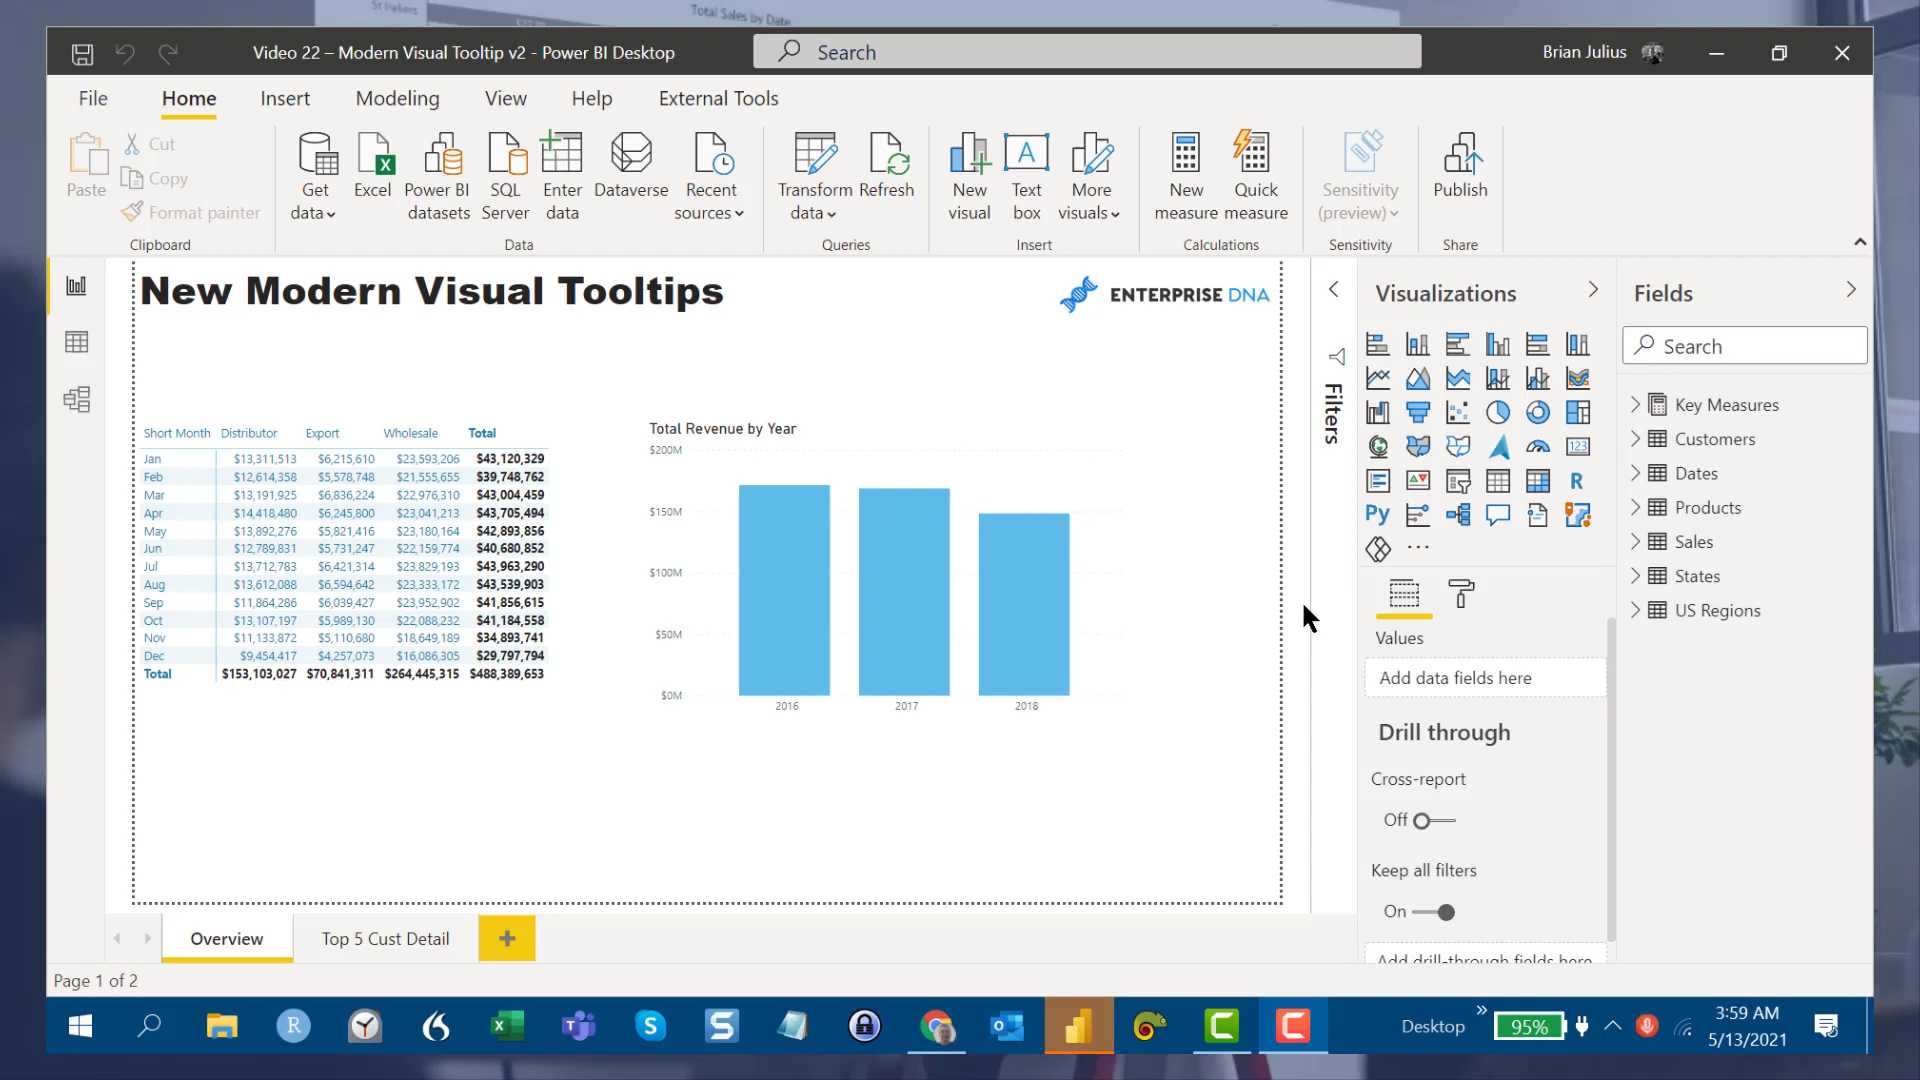 St Heliers
Total Sales by Date
Video 22 – Modern Visual Tooltip v2 - Power BI Desktop
Search
Brian Julius
File
Home
Insert
Modeling
View
Help
External Tools
Paste
Cut
Copy
Format painter
Get data
Excel
Power BI datasets
SQL Server
Enter data
Dataverse
Recent sources
Transform data
Refresh
New visual
Text box
More visuals
New measure
Quick measure
Sensitivity (preview)
Publish
Clipboard
Data
Queries
Insert
Calculations
Sensitivity
Share
New Modern Visual Tooltips
ENTERPRISE DNA
Short Month Distributor Export Wholesale Total
Jan $13,311,513 $6,215,610 $23,593,206 $43,120,329
Feb $12,614,358 $5,578,748 $21,555,655 $39,748,762
Mar $13,191,925 $6,836,224 $22,976,310 $43,004,459
Apr $14,418,480 $6,245,800 $23,041,213 $43,705,494
May $13,892,276 $5,821,416 $23,180,164 $42,893,856
Jun $12,789,831 $5,731,247 $22,159,774 $40,680,852
Jul $13,712,783 $6,421,314 $23,829,193 $43,963,290
Aug $13,612,088 $6,594,642 $23,333,172 $43,539,903
Sep $11,864,286 $6,039,427 $23,952,902 $41,856,615
Oct $13,107,197 $5,989,130 $22,088,232 $41,184,558
Nov $11,133,872 $5,110,680 $18,649,189 $34,893,741
Dec $9,454,417 $4,257,073 $16,086,305 $29,797,794
Total $153,103,027 $70,841,311 $264,445,315 $488,389,653
Total Revenue by Year
$200M
$150M
$100M
$50M
$0M
2016
2017
2018
Filters
Visualizations
123
R
Py
Values
Add data fields here
Drill through
Cross-report
Off
Keep all filters
On
Add drill-through fields here
Fields
Search
Key Measures
Customers
Dates
Products
Sales
States
US Regions
Overview
Top 5 Cust Detail
Page 1 of 2
Desktop
95%
3:59 AM
5/13/2021